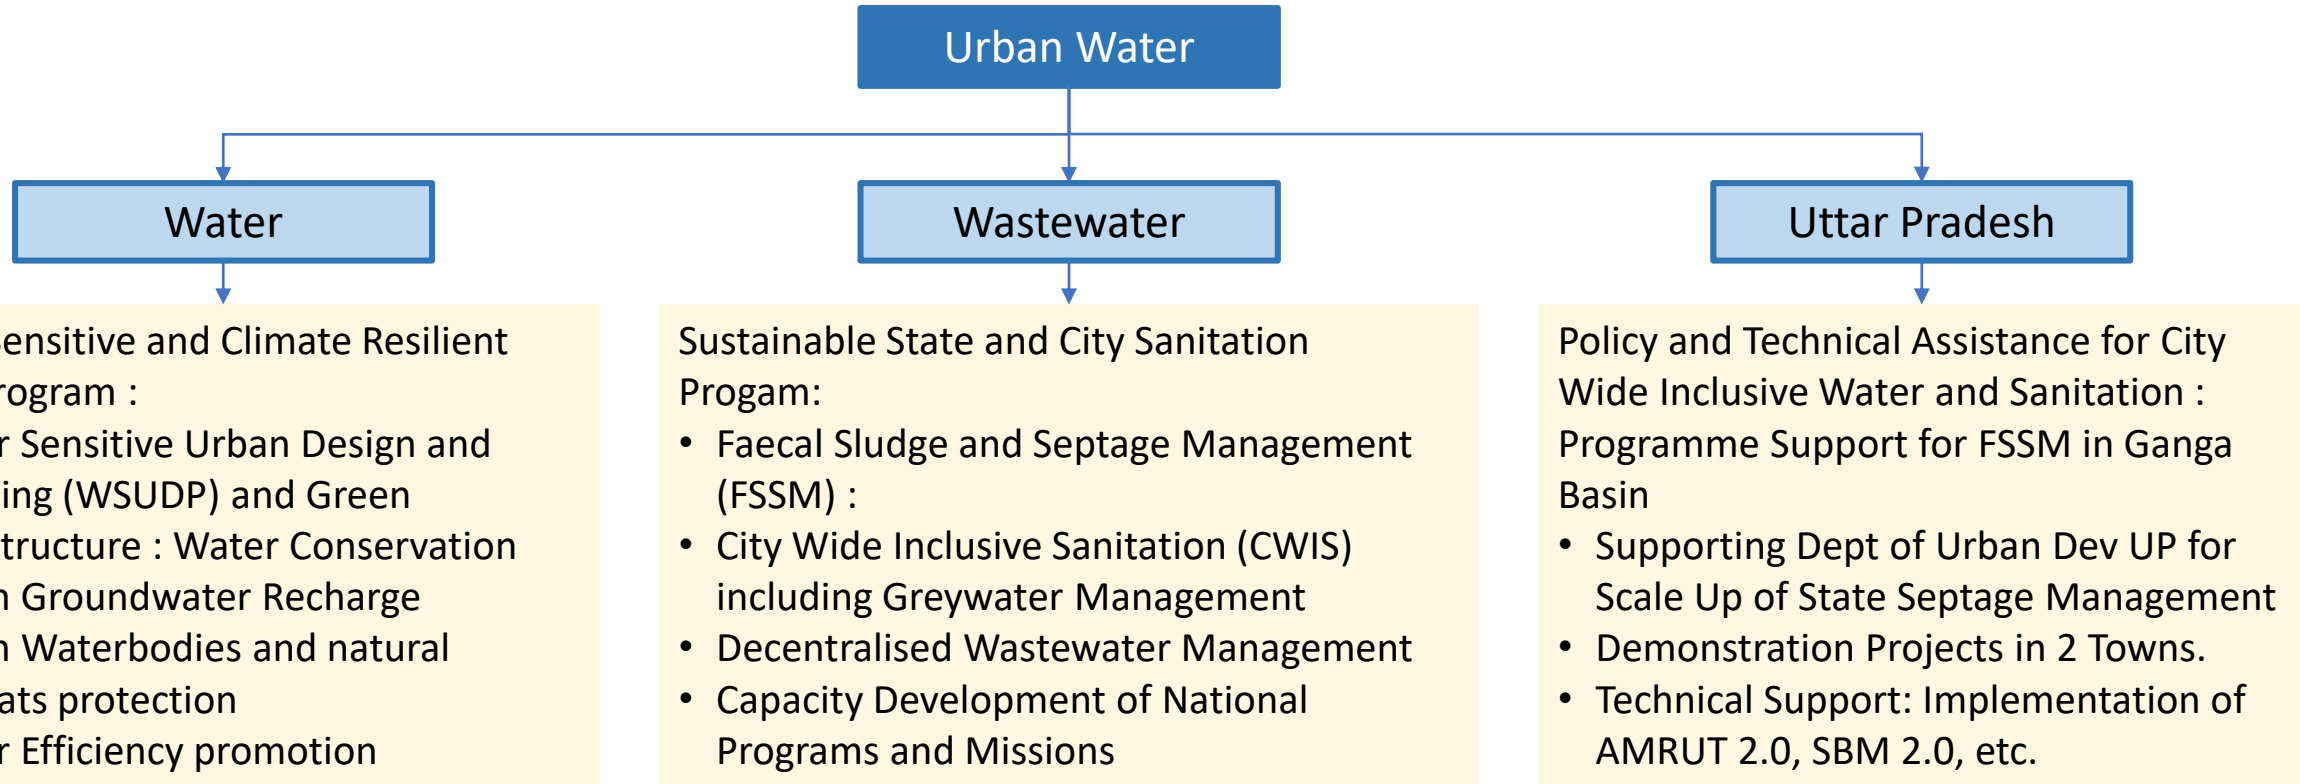 Urban Water
Water
Wastewater
Uttar Pradesh
ensitive and Climate Resilient
rogram :
r Sensitive Urban Design and
ing (WSUDP) and Green
tructure : Water Conservation
n Groundwater Recharge
n Waterbodies and natural
ats protection
r Efficiency promotion
Sustainable State and City Sanitation
Progam:
• Faecal Sludge and Septage Management
(FSSM) :
• City Wide Inclusive Sanitation (CWIS)
including Greywater Management
• Decentralised Wastewater Management
• Capacity Development of National
Programs and Missions
Policy and Technical Assistance for City
Wide Inclusive Water and Sanitation :
Programme Support for FSSM in Ganga
Basin
• Supporting Dept of Urban Dev UP for
Scale Up of State Septage Management
• Demonstration Projects in 2 Towns.
• Technical Support: Implementation of
AMRUT 2.0, SBM 2.0, etc.